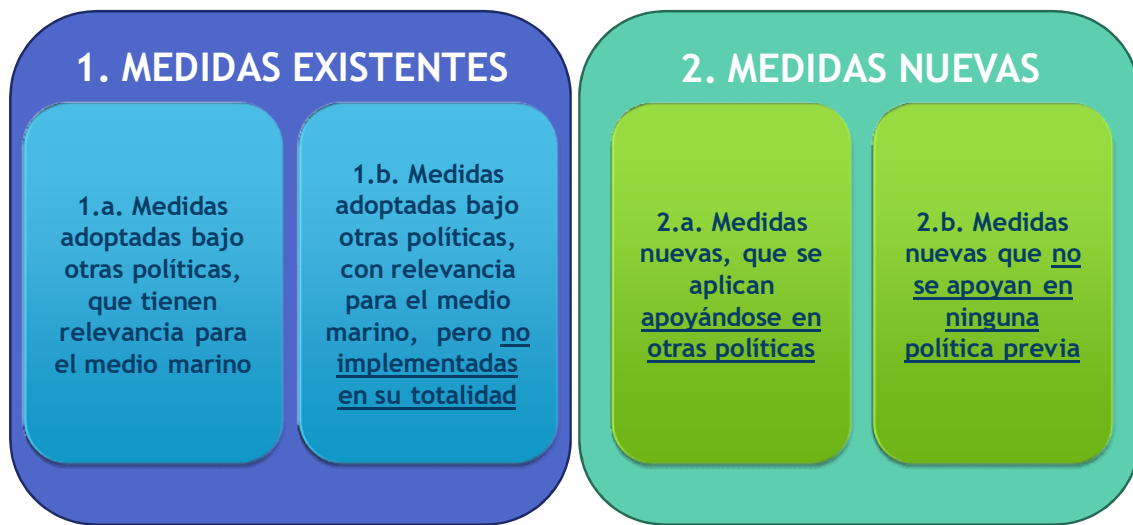 1. MEDIDAS EXISTENTES
1.a. Medidas
adoptadas bajo
otras políticas,
que tienen
relevancia para
el medio marino
1.b. Medidas
adoptadas bajo
otras políticas,
con relevancia
para el medio
marino, pero no
implementadas
en su totalidad
2. MEDIDAS NUEVAS
2.a. Medidas
nuevas, que se
aplican
apoyándose en
otras políticas
2.b. Medidas
nuevas que no
se apoyan en
ninguna
política previa